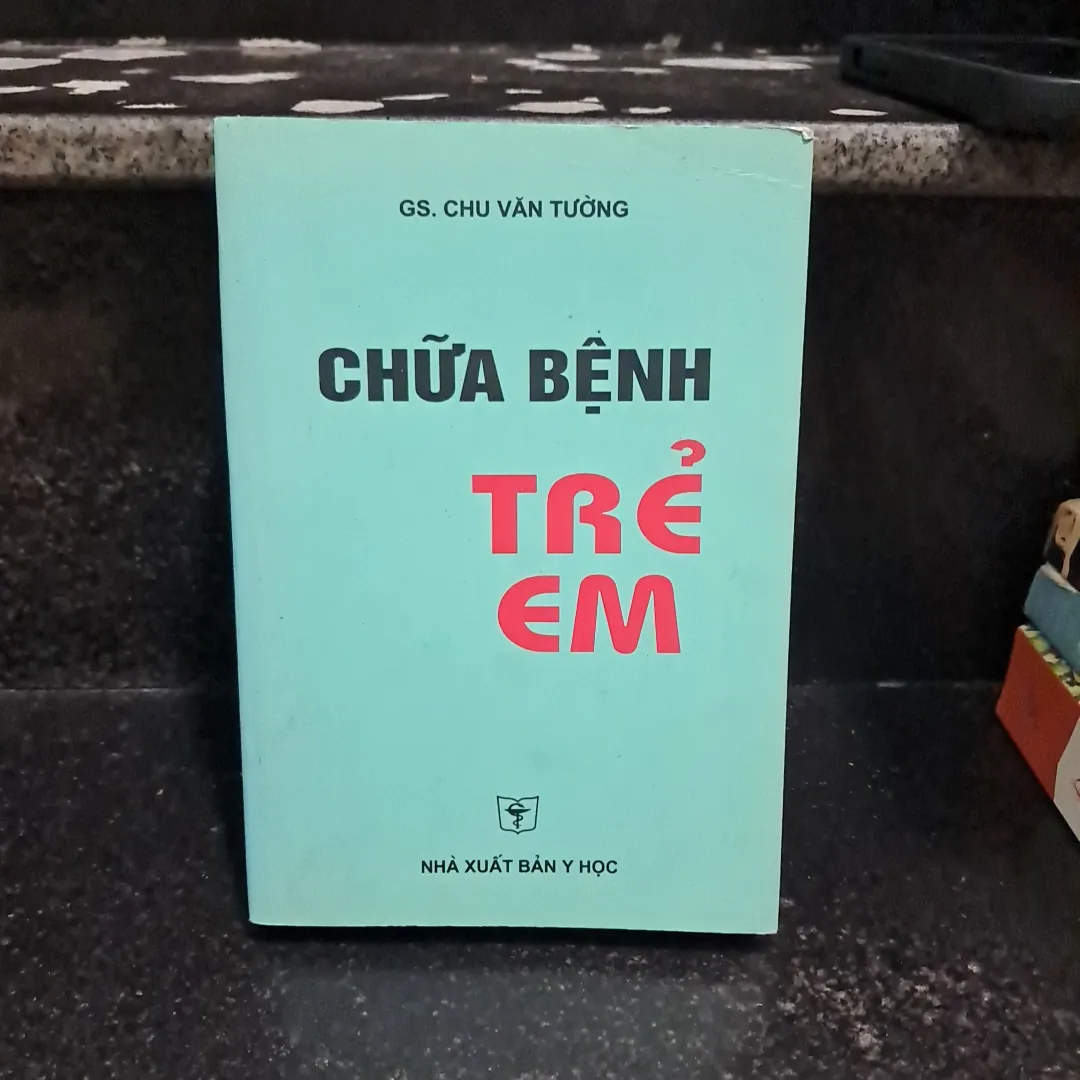 GS. CHU VĂN TƯỜNG
CHỮA BỆNH
TRẺ
EM
NHÀ XUẤT BẢN Y HỌC